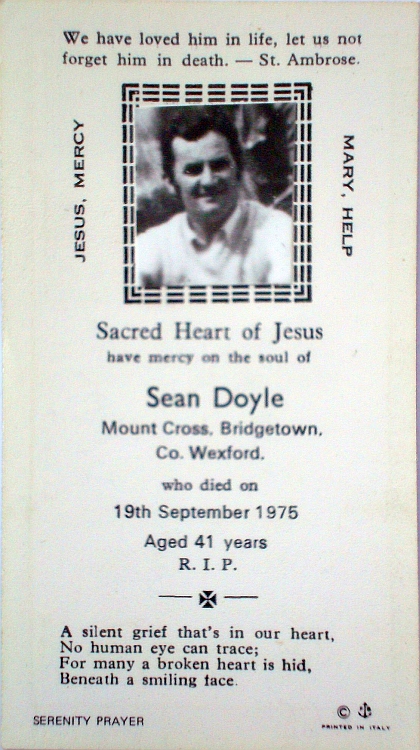 We have loved him in life, let us not
forget him in death. — St. Ambrose.
JESUS, MERCY
MARY, HELP
Sacred Heart of Jesus
have mercy on the soul of
Sean Doyle
Mount Cross, Bridgetown,
Co. Wexford.
who died on
19th September 1975
Aged 41 years
R. I. P.
A silent grief that's in our heart,
No human eye can trace;
For many a broken heart is hid,
Beneath a smiling face.
SERENITY PRAYER
©
PRINTED IN ITALY